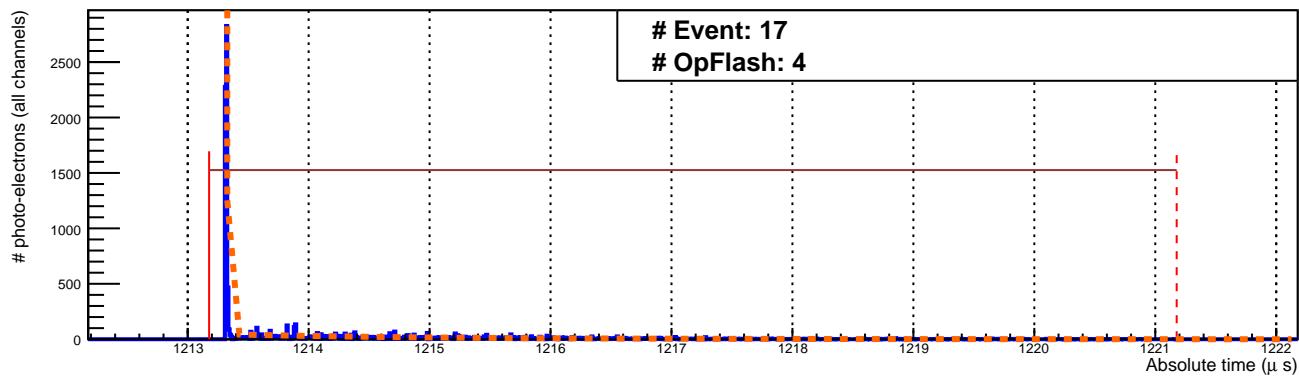 # Event: 17
# OpFlash: 4
# photo-electrons (all channels)
2500
2000
1500
1000
500
0
1213 1214 1215 1216 1217 1218 1219 1220 1221 1222
Absolute time (μ s)